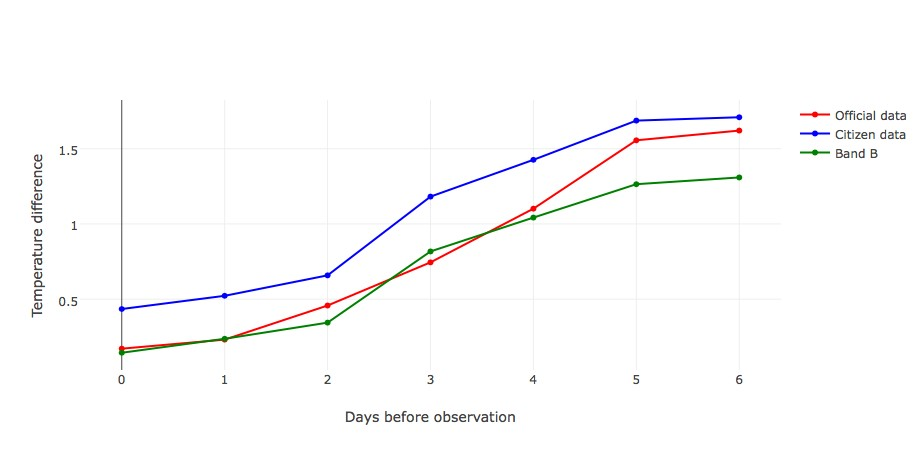 Official data
Citizen data
Band B
1.5
1
0.5
Temperature difference
0 1 2 3 4 5 6
Days before observation